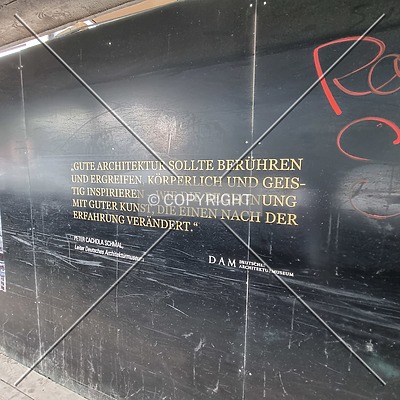 „GUTE ARCHITEKTUR SOLLTE BERÜHREN
UND ERGREIFEN, KÖRPERLICH UND GEIS-
TIG INSPIRIEREN
© COPYRIGHT
MIT GUTER KUNST, DIE EINEN NACH DER
ERFAHRUNG VERÄNDERT.“
PETER CACHOLA SCHMAL,
Leiter Deutsches Architekturmuseum
DAM DEUTSCHES
ARCHITEKTURMUSEUM